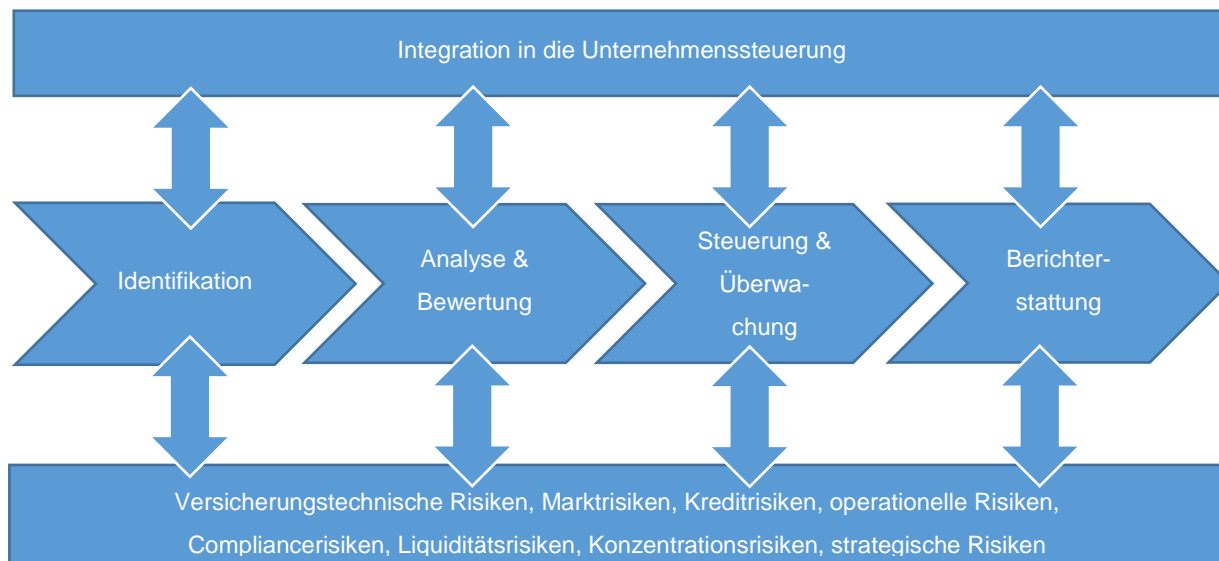 Integration in die Unternehmenssteuerung
Identifikation
Analyse &
Bewertung
Steuerung &
Überwa-
chung
Berichter-
stattung
Versicherungstechnische Risiken, Marktrisiken, Kreditrisiken, operationelle Risiken,
Compliancerisiken, Liquiditätsrisiken, Konzentrationsrisiken, strategische Risiken